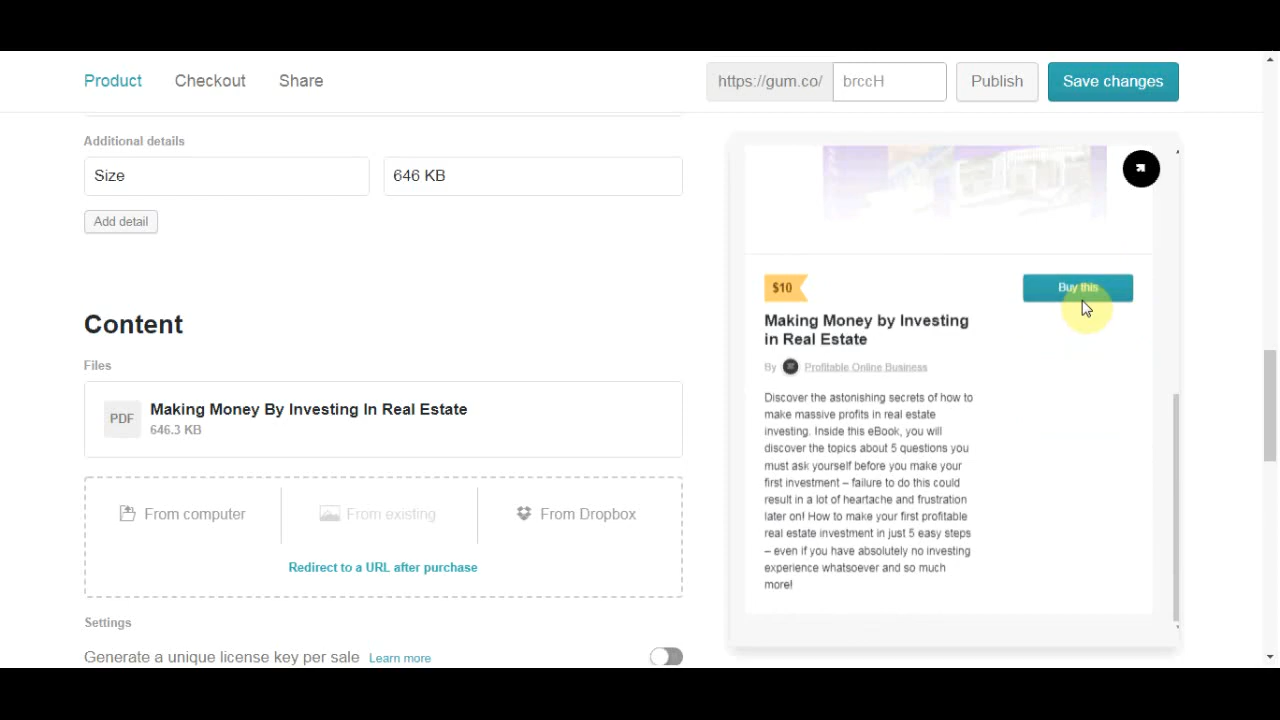 Product Checkout Share https://gum.co/ brccH Publish Save changes
Additional details
Size 646 KB
Add detail
Content
Files
PDF Making Money By Investing In Real Estate
646.3 KB
From computer From existing From Dropbox
Redirect to a URL after purchase
Settings
Generate a unique license key per sale Learn more
$10 Buy this
Making Money by Investing
in Real Estate
By Profitable Online Business
Discover the astonishing secrets of how to
make massive profits in real estate
investing. Inside this eBook, you will
discover the topics about 5 questions you
must ask yourself before you make your
first investment – failure to do this could
result in a lot of heartache and frustration
later on! How to make your first profitable
real estate investment in just 5 easy steps
– even if you have absolutely no investing
experience whatsoever and so much
more!